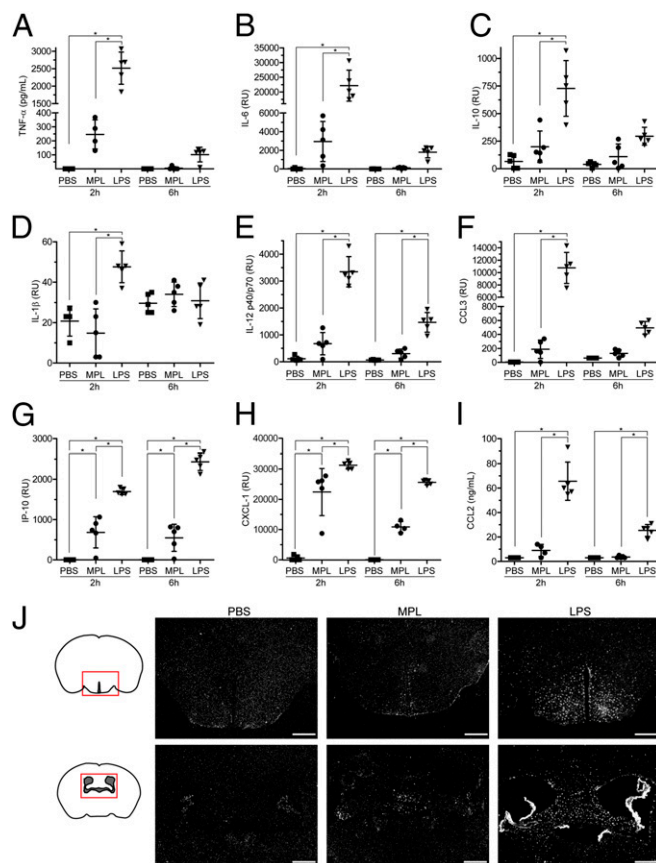 A
B
C
TNF-α (pg/mL)
3000
2500
2000
1500
400
300
200
100
PBS MPL LPS PBS MPL LPS
2h 6h
* *
IL-6 (RU)
35000
30000
25000
20000
15000
6000
4000
2000
0
PBS MPL LPS PBS MPL LPS
2h 6h
* *
IL-10 (RU)
1000
800
600
400
200
0
PBS MPL LPS PBS MPL LPS
2h 6h
* *
D
E
F
IL-1β (RU)
60
40
20
0
PBS MPL LPS PBS MPL LPS
2h 6h
* *
IL-12 p40/p70 (RU)
5000
4000
3000
2000
1000
0
PBS MPL LPS PBS MPL LPS
2h 6h
* * * *
CCL3 (RU)
14000
12000
10000
8000
6000
600
400
200
0
PBS MPL LPS PBS MPL LPS
2h 6h
* *
G
H
I
IP-10 (RU)
3000
2000
1000
0
PBS MPL LPS PBS MPL LPS
2h 6h
* * * * * *
CXCL-1 (RU)
40000
30000
20000
10000
0
PBS MPL LPS PBS MPL LPS
2h 6h
* * * * * *
CCL2 (ng/mL)
100
80
60
40
20
0
PBS MPL LPS PBS MPL LPS
2h 6h
* * * *
J
PBS MPL LPS